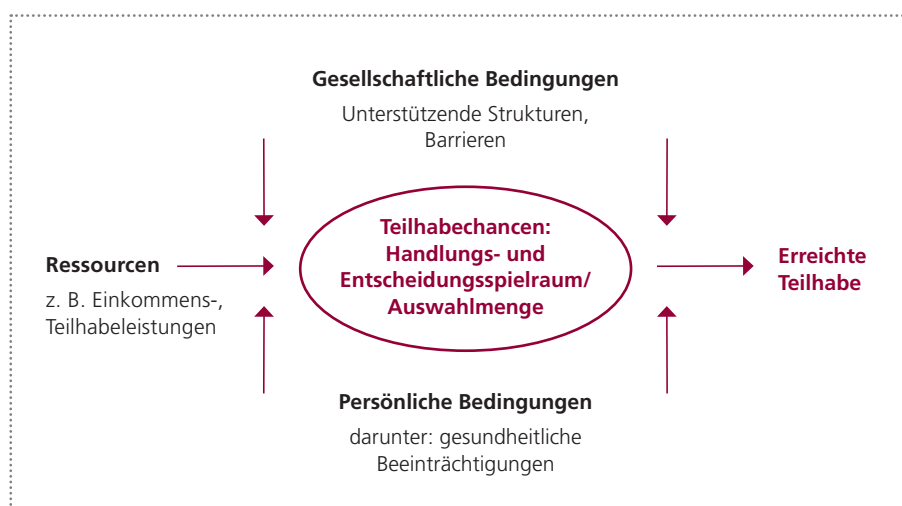 Gesellschaftliche Bedingungen
Unterstützende Strukturen,
Barrieren
Teilhabechancen:
Handlungs- und
Entscheidungsspielraum/
Auswahlmenge
Ressourcen
z. B. Einkommens-,
Teilhabeleistungen
Erreichte
Teilhabe
Persönliche Bedingungen
darunter: gesundheitliche
Beeinträchtigungen